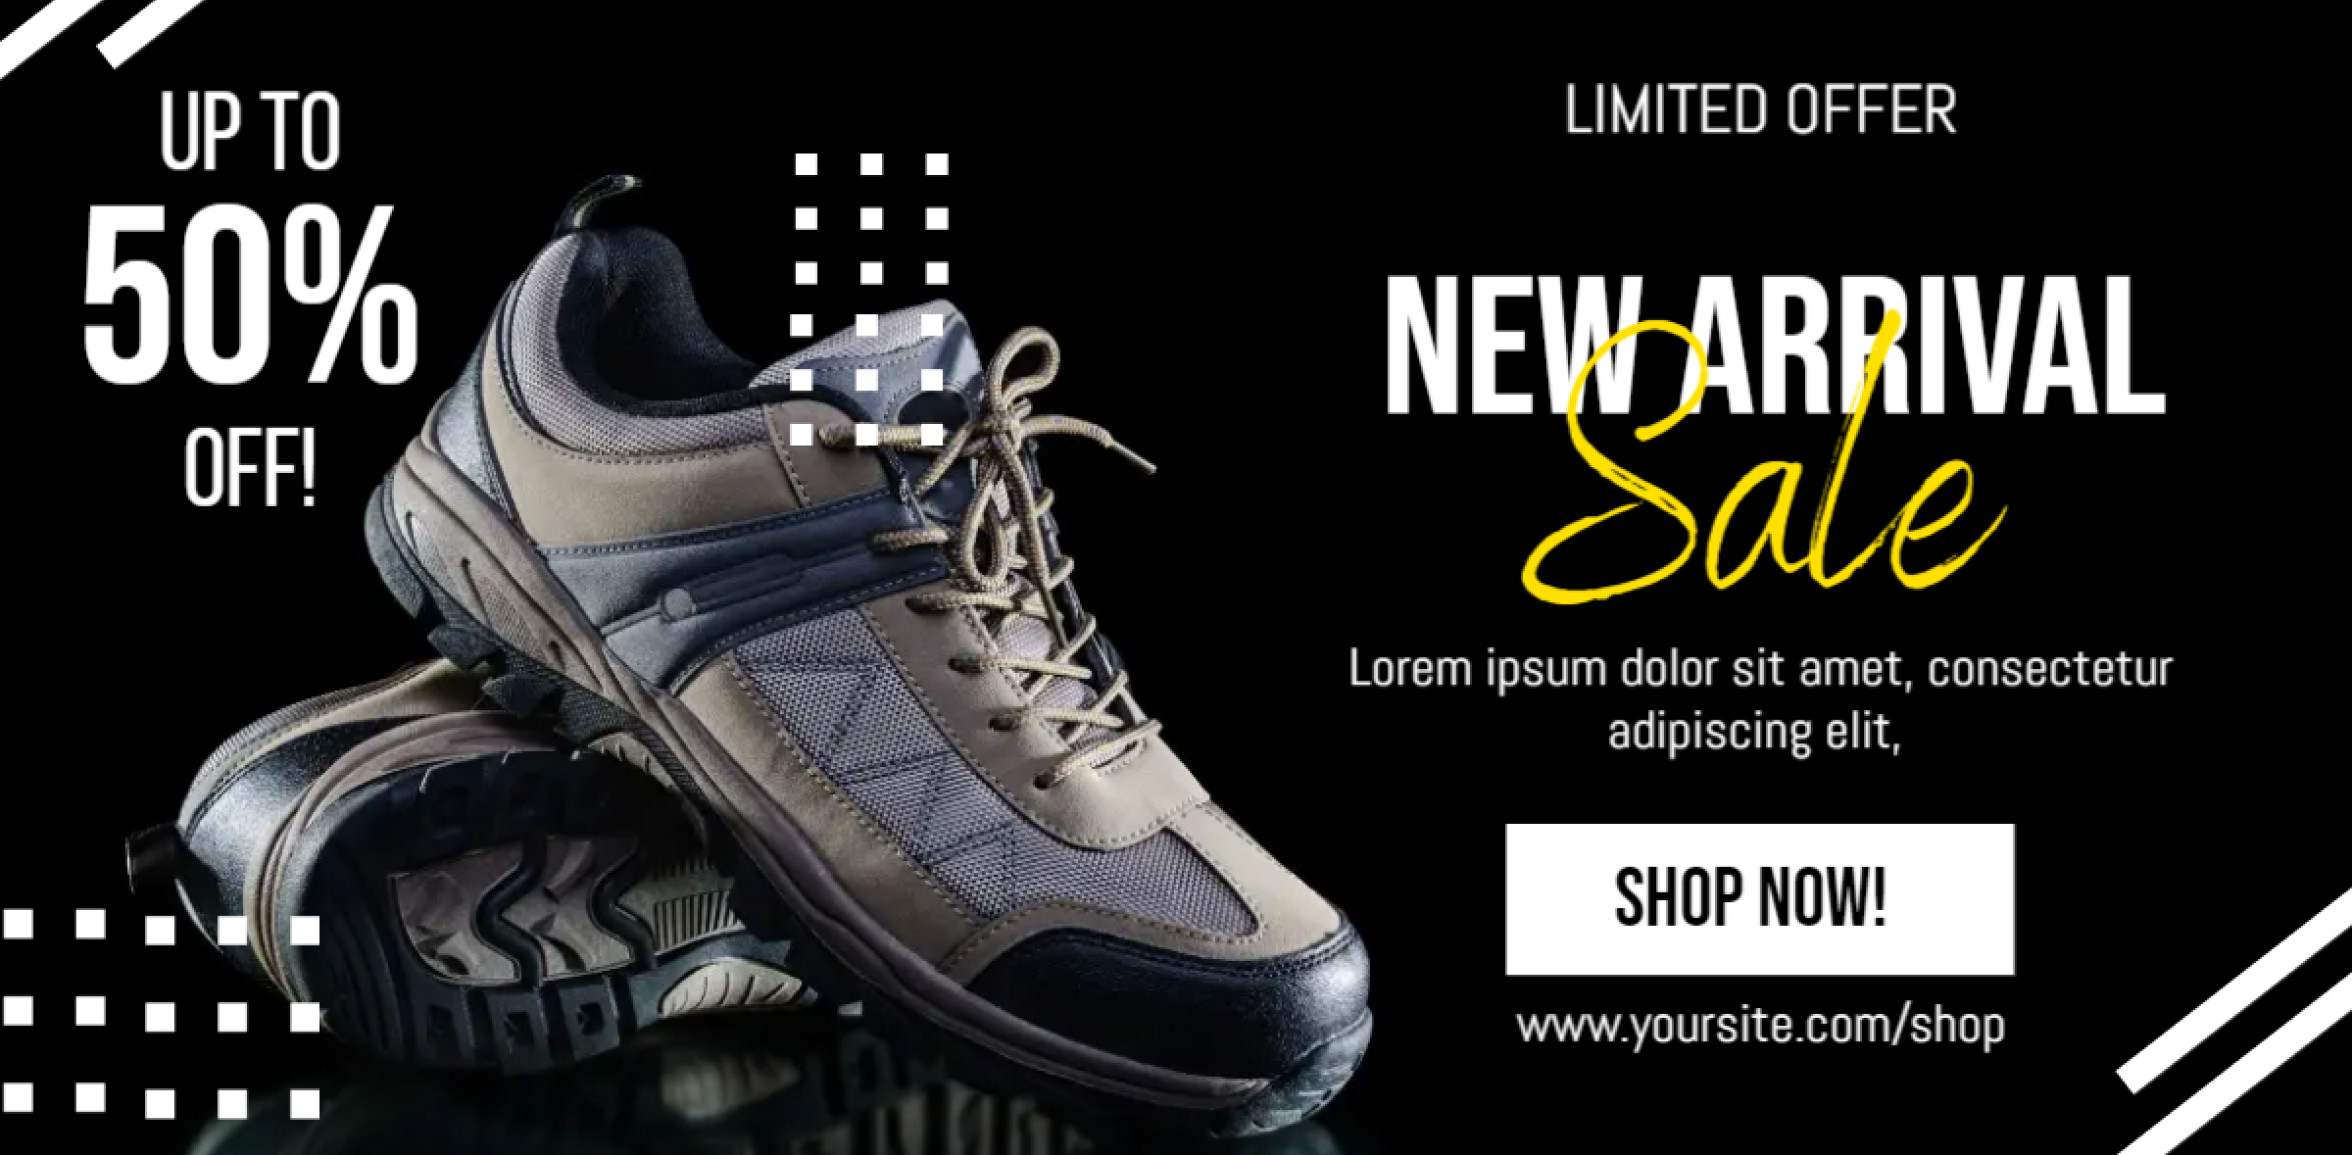 UP TO
50%
OFF!
LIMITED OFFER
NEW ARRIVAL
Sale
Lorem ipsum dolor sit amet, consectetur
adipiscing elit,
SHOP NOW!
www.yoursite.com/shop